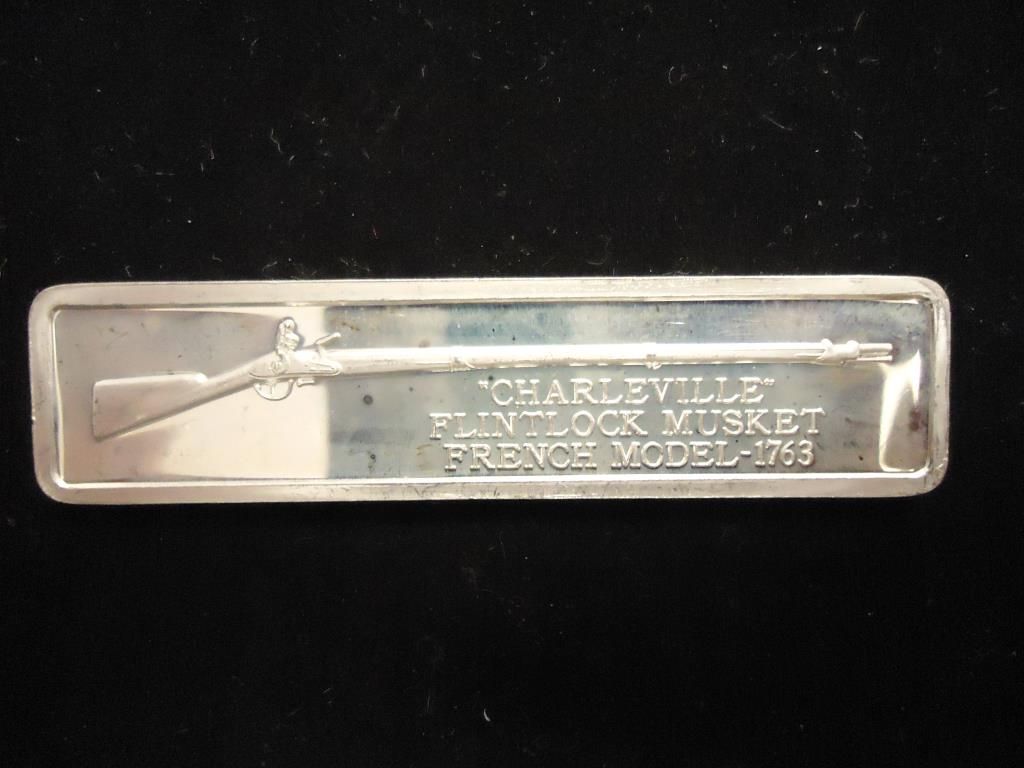 "CHARLEVILLE"
FLINTLOCK MUSKET
FRENCH MODEL-1763